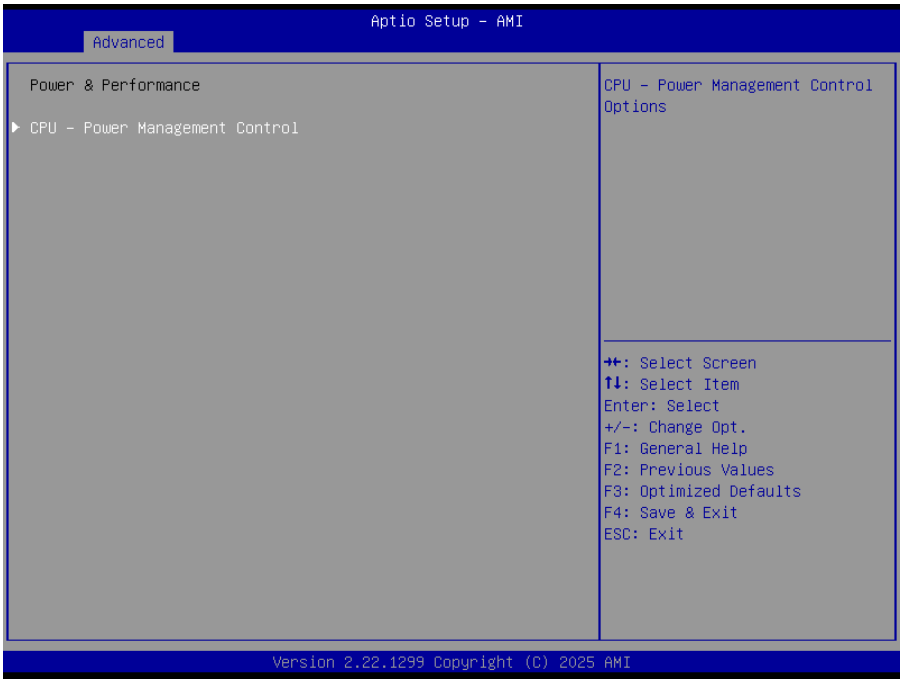 Aptio Setup – AMI
Advanced
Power & Performance
CPU – Power Management Control
CPU – Power Management Control
Options
→←: Select Screen
↑↓: Select Item
Enter: Select
+/-: Change Opt.
F1: General Help
F2: Previous Values
F3: Optimized Defaults
F4: Save & Exit
ESC: Exit
Version 2.22.1299 Copyright (C) 2025 AMI